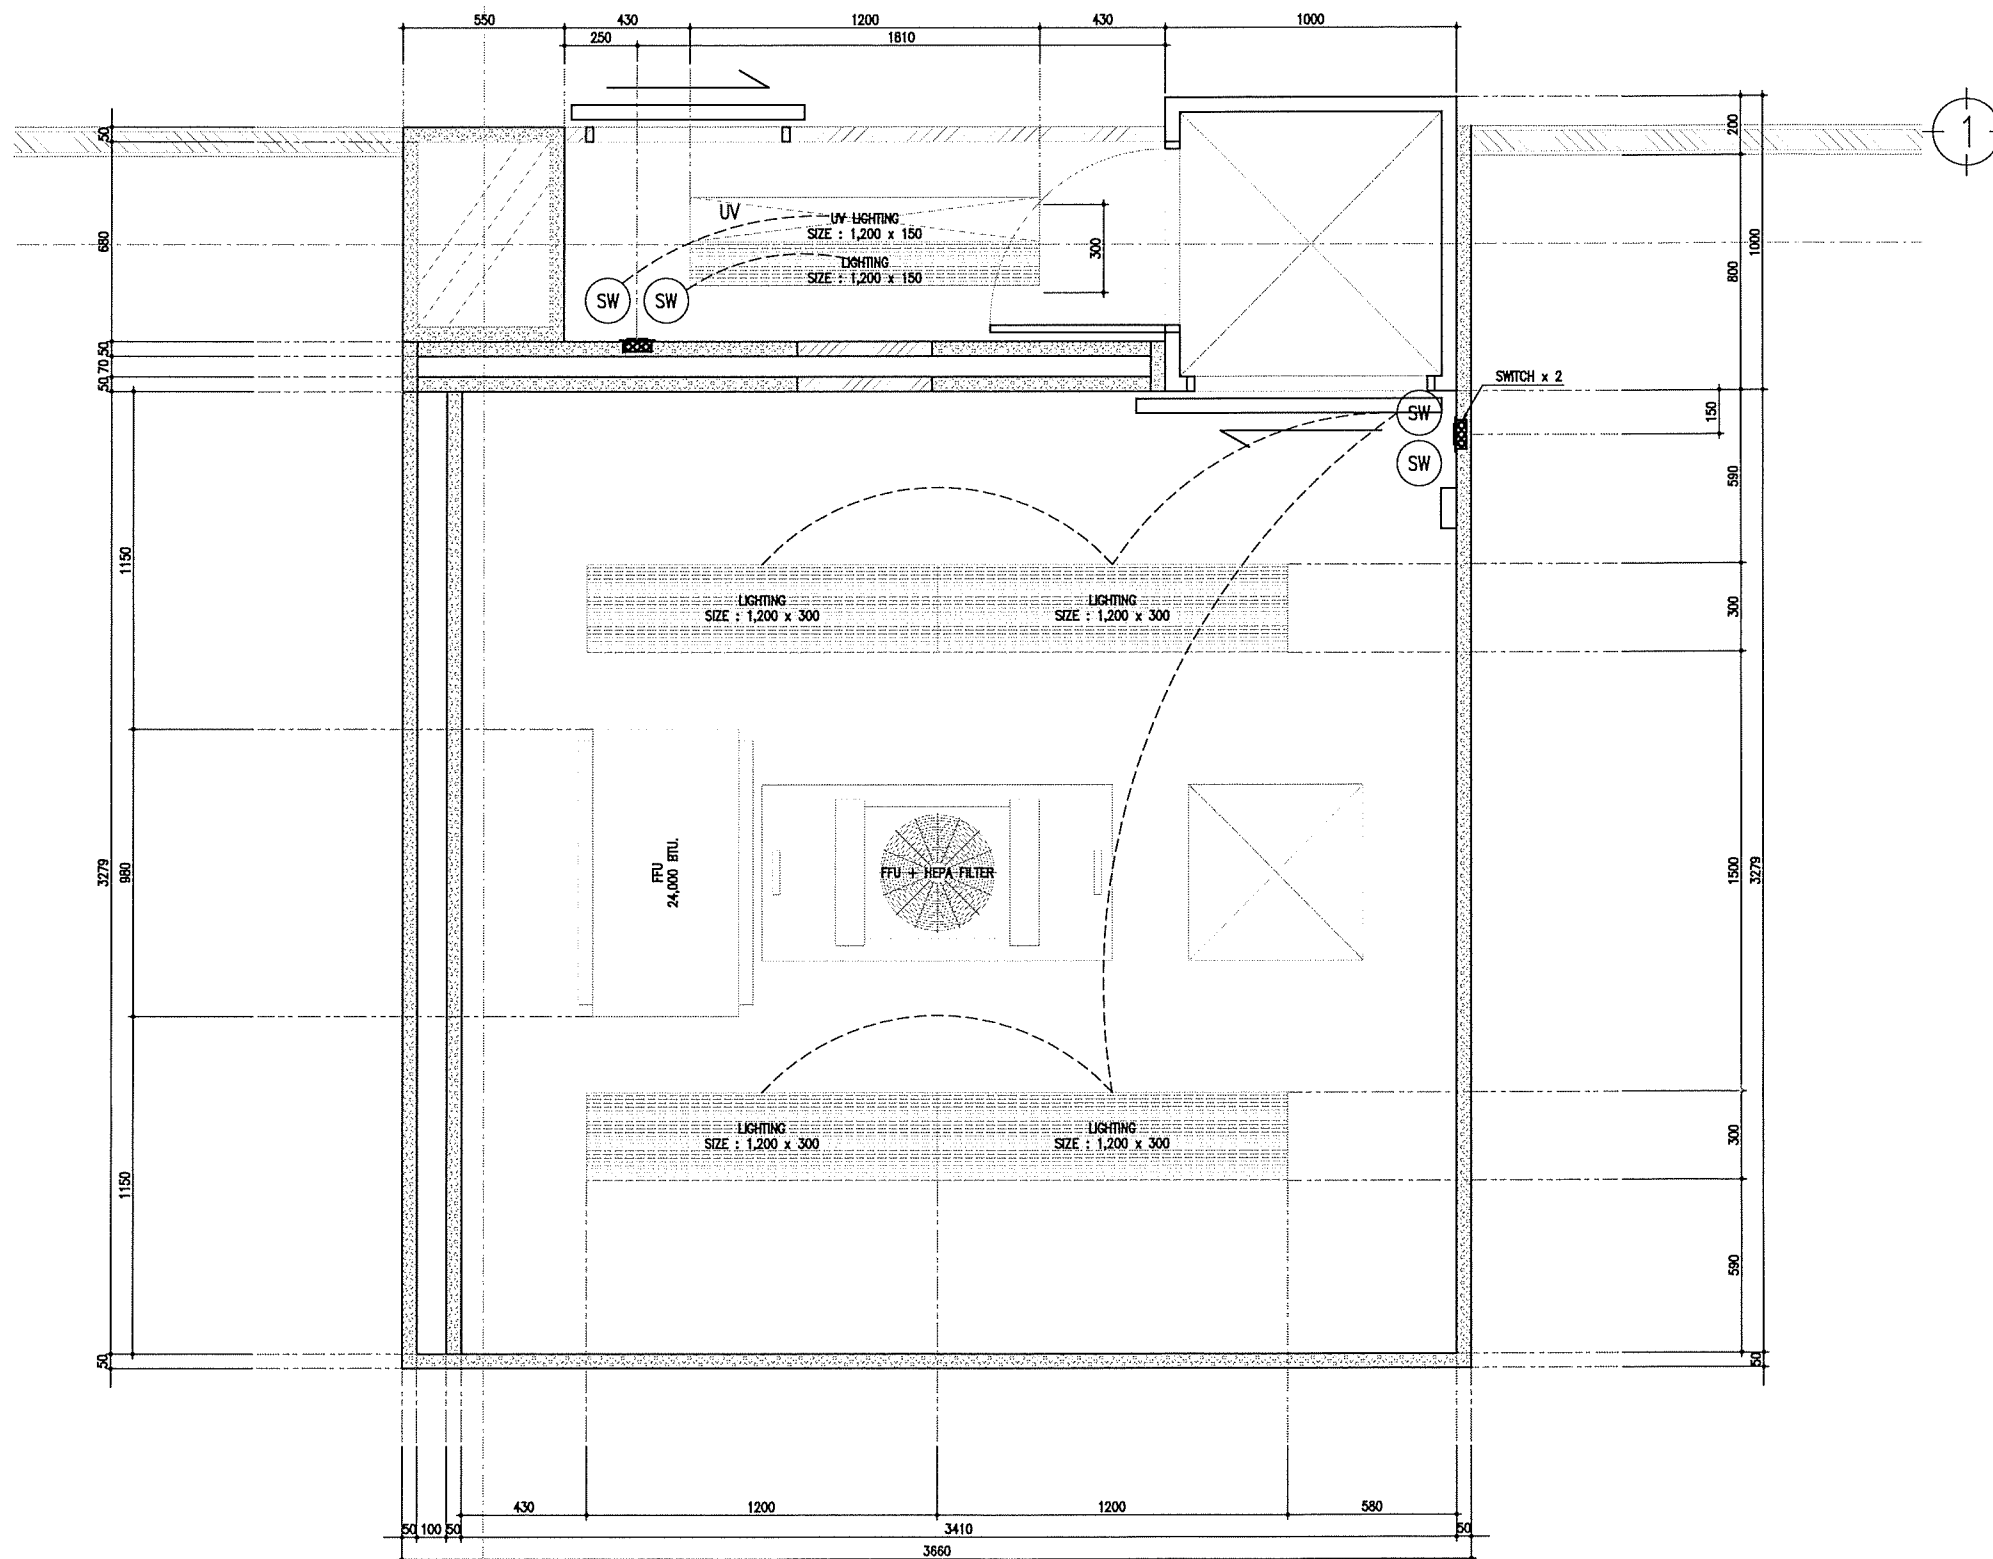 550
430
1200
430
1000
250
1810
50
200
1
UV
UV LIGHTING
SIZE : 1,200 x 150
680
300
1000
800
LIGHTING
SIZE : 1,200 x 150
SW
SW
50
70
50
SWITCH x 2
SW
150
SW
590
1150
LIGHTING
SIZE : 1,200 x 300
LIGHTING
SIZE : 1,200 x 300
300
3279
980
FFU
24,000 BTU.
FFU + HEPA FILTER
1500
3279
LIGHTING
SIZE : 1,200 x 300
LIGHTING
SIZE : 1,200 x 300
300
1150
590
50
50
430
1200
1200
580
50
100
50
3410
50
3660